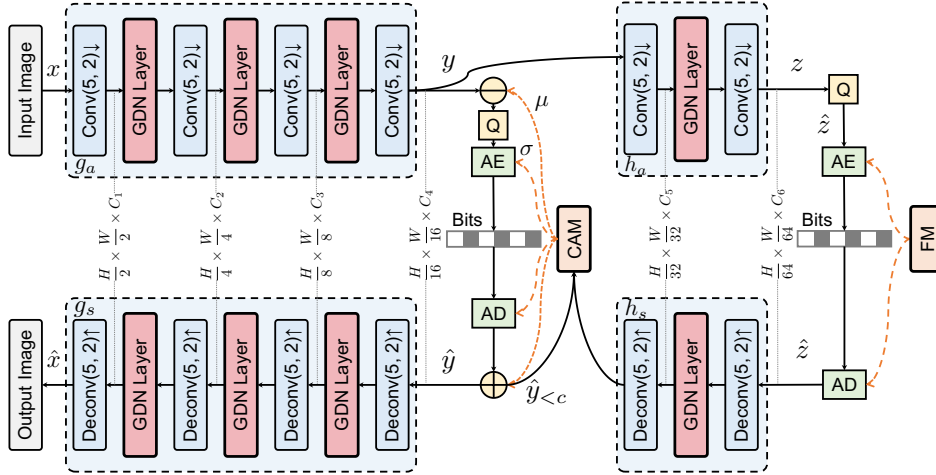 Input Image
x
Conv(5, 2)↓
GDN Layer
Conv(5, 2)↓
GDN Layer
Conv(5, 2)↓
GDN Layer
Conv(5, 2)↓
g_a
y
μ
Q
σ
AE
Bits
AD
ŷ
ŷ_{<c}
CAM
Conv(5, 2)↓
GDN Layer
Conv(5, 2)↓
h_a
z
Q
ẑ
AE
Bits
FM
ẑ
AD
H/2 × W/2 × C_1
H/4 × W/4 × C_2
H/8 × W/8 × C_3
H/16 × W/16 × C_4
H/32 × W/32 × C_5
H/64 × W/64 × C_6
Output Image
x̂
g_s
Deconv(5, 2)↑
GDN Layer
Deconv(5, 2)↑
GDN Layer
Deconv(5, 2)↑
GDN Layer
Deconv(5, 2)↑
h_s
Deconv(5, 2)↑
GDN Layer
Deconv(5, 2)↑